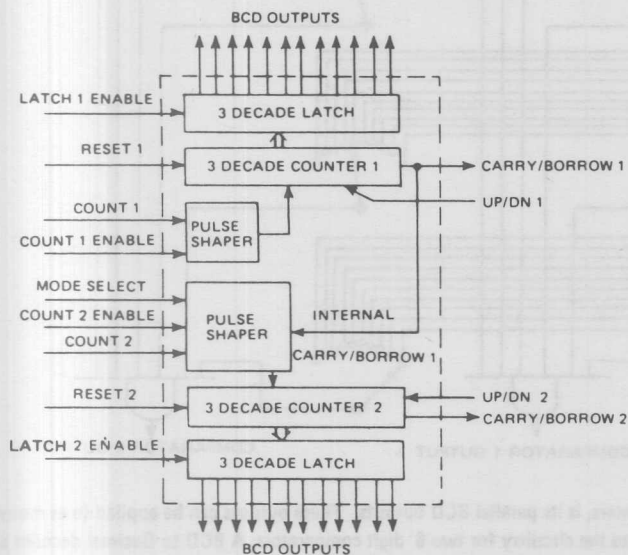 BCD OUTPUTS
LATCH 1 ENABLE
3 DECADE LATCH
RESET 1
3 DECADE COUNTER 1
CARRY/BORROW 1
UP/DN 1
COUNT 1
PULSE
SHAPER
COUNT 1 ENABLE
MODE SELECT
COUNT 2 ENABLE
PULSE
SHAPER
INTERNAL
COUNT 2
CARRY/BORROW 1
RESET 2
3 DECADE COUNTER 2
UP/DN 2
CARRY/BORROW 2
LATCH 2 ENABLE
3 DECADE LATCH
BCD OUTPUTS